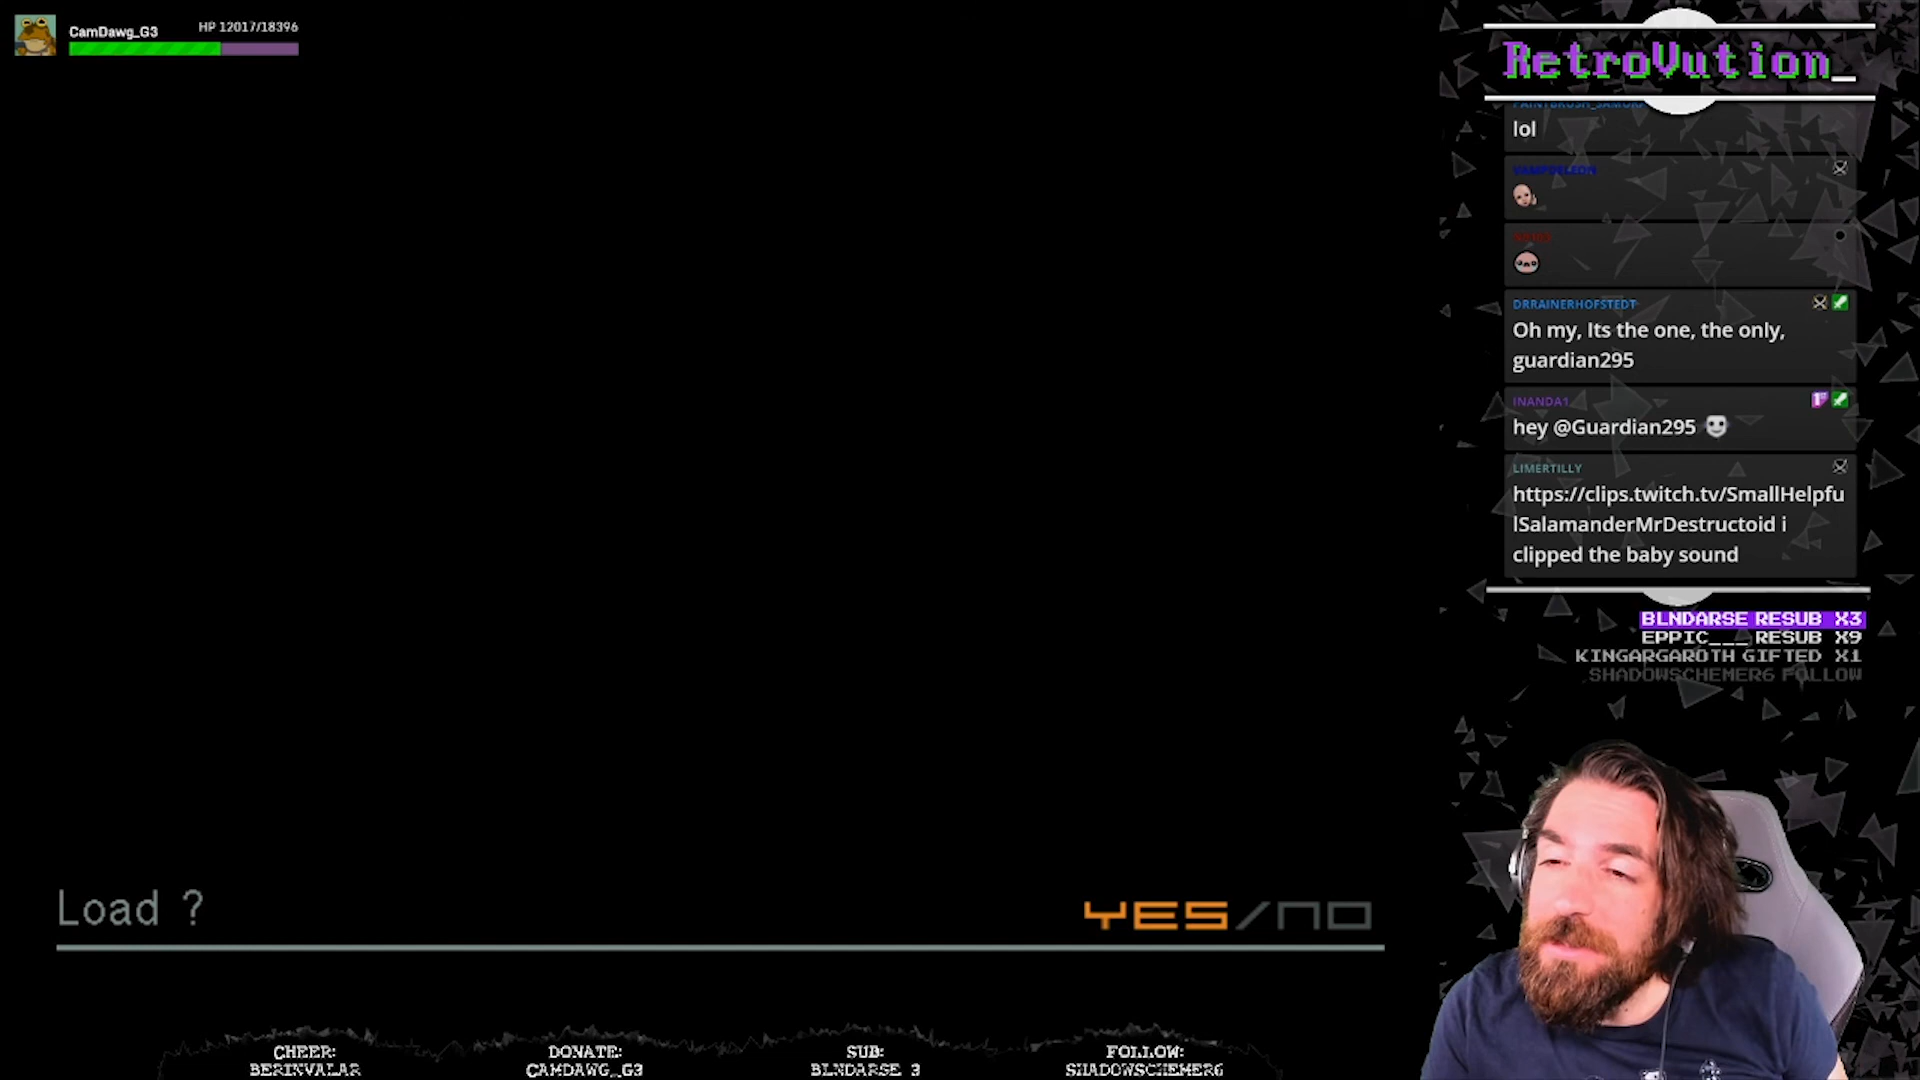 CamDawg_G3
HP 12017/18396
RetroVution_
lol
DRRAINERHOFSTEDT
Oh my, Its the one, the only,
guardian295
INANDA1
hey @Guardian295
LIMERTILLY
https://clips.twitch.tv/SmallHelpfu
lSalamanderMrDestructoid i
clipped the baby sound
BLNDARSE RESUB X3
EPPIC___ RESUB X9
KINGARGAROTH GIFTED X1
SHADOWSCHEMER6 FOLLOW
Load ?
YES/NO
CHEER:
BERINVALAR
DONATE:
CAMDAWG_G3
SUB:
BLNDARSE 3
FOLLOW:
SHADOWSCHEMER6